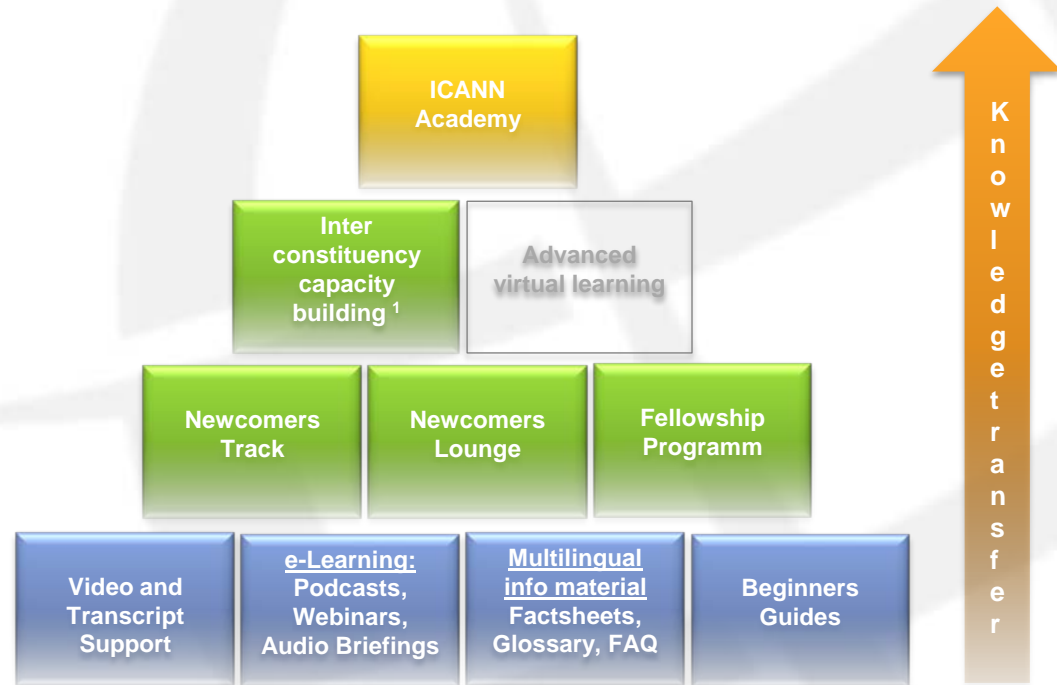 ICANN
Academy
Inter
constituency
capacity
building 1
Advanced
virtual learning
Newcomers
Track
Newcomers
Lounge
Fellowship
Programm
Video and
Transcript
Support
e-Learning:
Podcasts,
Webinars,
Audio Briefings
Multilingual
info material
Factsheets,
Glossary, FAQ
Beginners
Guides
K
n
o
w
l
e
d
g
e
t
r
a
n
s
f
e
r